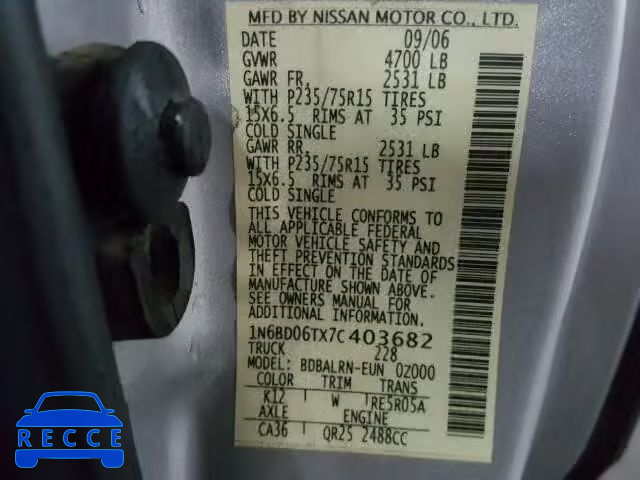 MFD BY NISSAN MOTOR CO., LTD.
DATE 09/06
GVWR 4700 LB
GAWR FR. 2531 LB
WITH P235/75R15 TIRES
15X6.5 RIMS AT 35 PSI
COLD SINGLE
GAWR RR. 2531 LB
WITH P235/75R15 TIRES
15X6.5 RIMS AT 35 PSI
COLD SINGLE
THIS VEHICLE CONFORMS TO
ALL APPLICABLE FEDERAL
MOTOR VEHICLE SAFETY AND
THEFT PREVENTION STANDARDS
IN EFFECT ON THE DATE OF
MANUFACTURE SHOWN ABOVE.
SEE OWNERS MANUAL FOR
ADDITIONAL INFORMATION.
1N6BD06TX7C403682
TRUCK 228
MODEL: BDBALRN-EUN 02000
COLOR TRIM TRANS
K12 W RE5R05A
AXLE ENGINE
CA36 QR25 2488CC
RECCE